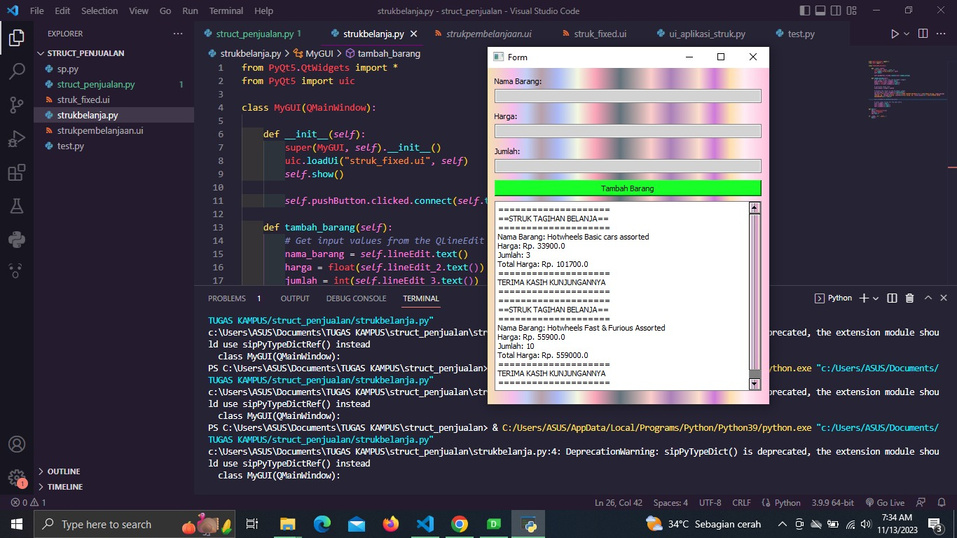 File Edit Selection View Go Run Terminal Help
strukbelanja.py - struct_penjualan - Visual Studio Code
EXPLORER
STRUCT_PENJUALAN
sp.py
struct_penjualan.py 1
struk_fixed.ui
strukbelanja.py
strukpembelanjaan.ui
test.py
OUTLINE
TIMELINE
struct_penjualan.py 1
strukbelanja.py
strukpembelanjaan.ui
struk_fixed.ui
ui_aplikasi_struk.py
test.py
strukbelanja.py > MyGUI > tambah_barang
1 from PyQt5.QtWidgets import *
2 from PyQt5 import uic
3
4 class MyGUI(QMainWindow):
5
6 def __init__(self):
7 super(MyGUI, self).__init__()
8 uic.loadUi("struk_fixed.ui", self)
9 self.show()
10
11 self.pushButton.clicked.connect(self.
12
13 def tambah_barang(self):
14 # Get input values from the QLineEdit
15 nama_barang = self.lineEdit.text()
16 harga = float(self.lineEdit_2.text())
17 jumlah = int(self.lineEdit_3.text())
Form
Nama Barang:
Harga:
Jumlah:
Tambah Barang
====================
==STRUK TAGIHAN BELANJA==
====================
Nama Barang: Hotwheels Basic cars assorted
Harga: Rp. 33900.0
Jumlah: 3
Total Harga: Rp. 101700.0
====================
TERIMA KASIH KUNJUNGANNYA
====================
====================
==STRUK TAGIHAN BELANJA==
====================
Nama Barang: Hotwheels Fast & Furious Assorted
Harga: Rp. 55900.0
Jumlah: 10
Total Harga: Rp. 559000.0
====================
TERIMA KASIH KUNJUNGANNYA
====================
PROBLEMS 1 OUTPUT DEBUG CONSOLE TERMINAL
Python
TUGAS KAMPUS/struct_penjualan/strukbelanja.py"
c:\Users\ASUS\Documents\TUGAS KAMPUS\struct_penjualan\st precated, the extension module shou
ld use sipPyTypeDictRef() instead
class MyGUI(QMainWindow):
PS C:\Users\ASUS\Documents\TUGAS KAMPUS\struct_penjualan> python.exe "c:/Users/ASUS/Documents/
TUGAS KAMPUS/struct_penjualan/strukbelanja.py"
c:\Users\ASUS\Documents\TUGAS KAMPUS\struct_penjualan\st precated, the extension module shou
ld use sipPyTypeDictRef() instead
class MyGUI(QMainWindow):
PS C:\Users\ASUS\Documents\TUGAS KAMPUS\struct_penjualan> & C:/Users/ASUS/AppData/Local/Programs/Python/Python39/python.exe "c:/Users/ASUS/Documents/
TUGAS KAMPUS/struct_penjualan/strukbelanja.py"
c:\Users\ASUS\Documents\TUGAS KAMPUS\struct_penjualan\strukbelanja.py:4: DeprecationWarning: sipPyTypeDict() is deprecated, the extension module shou
ld use sipPyTypeDictRef() instead
class MyGUI(QMainWindow):
0 1
Ln 26, Col 42 Spaces: 4 UTF-8 CRLF Python 3.9.9 64-bit Go Live
Type here to search
34°C Sebagian cerah
7:34 AM
11/13/2023
3